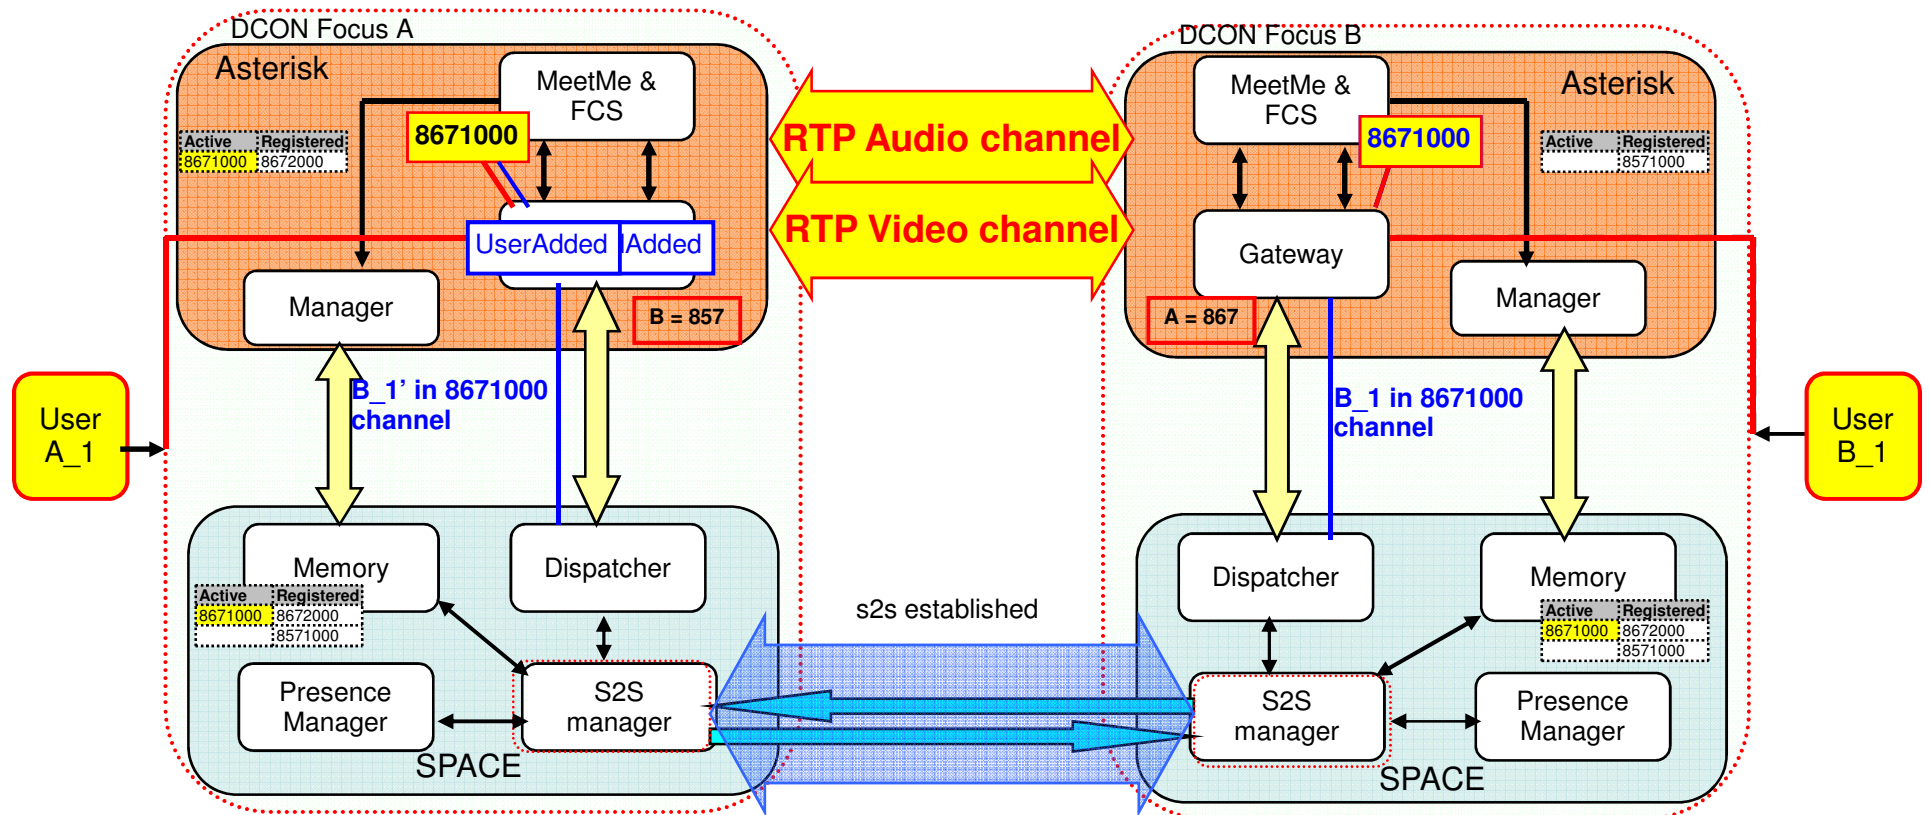 DCON Focus A
Asterisk
MeetMe &
FCS
8671000
Active Registered
8671000 8672000
UserAdded
lAdded
Manager
B = 857
B_1' in 8671000
channel
User
A_1
Memory
Dispatcher
Active Registered
8671000 8672000
8571000
Presence
Manager
S2S
manager
SPACE
RTP Audio channel
RTP Video channel
s2s established
DCON Focus B
Asterisk
MeetMe &
FCS
8671000
Active Registered
8571000
Gateway
Manager
A = 867
B_1 in 8671000
channel
User
B_1
Dispatcher
Memory
Active Registered
8671000 8672000
8571000
S2S
manager
Presence
Manager
SPACE